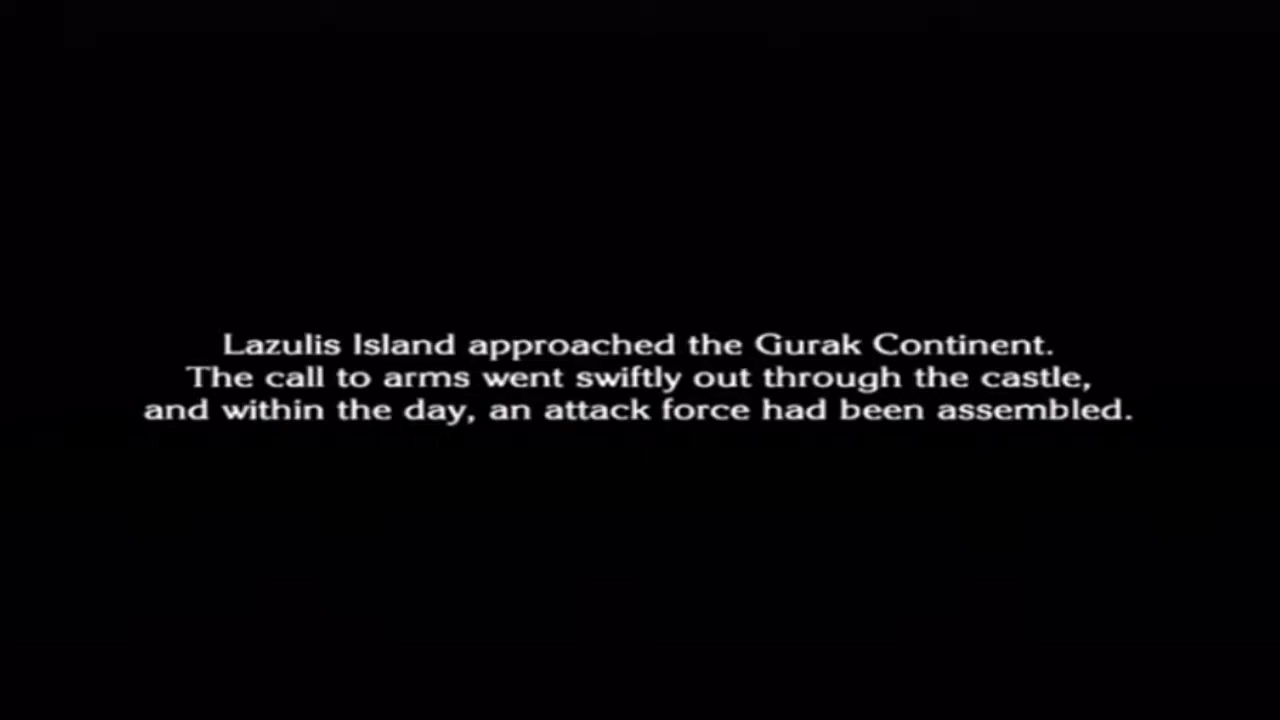 Lazulis Island approached the Gurak Continent.
The call to arms went swiftly out through the castle,
and within the day, an attack force had been assembled.